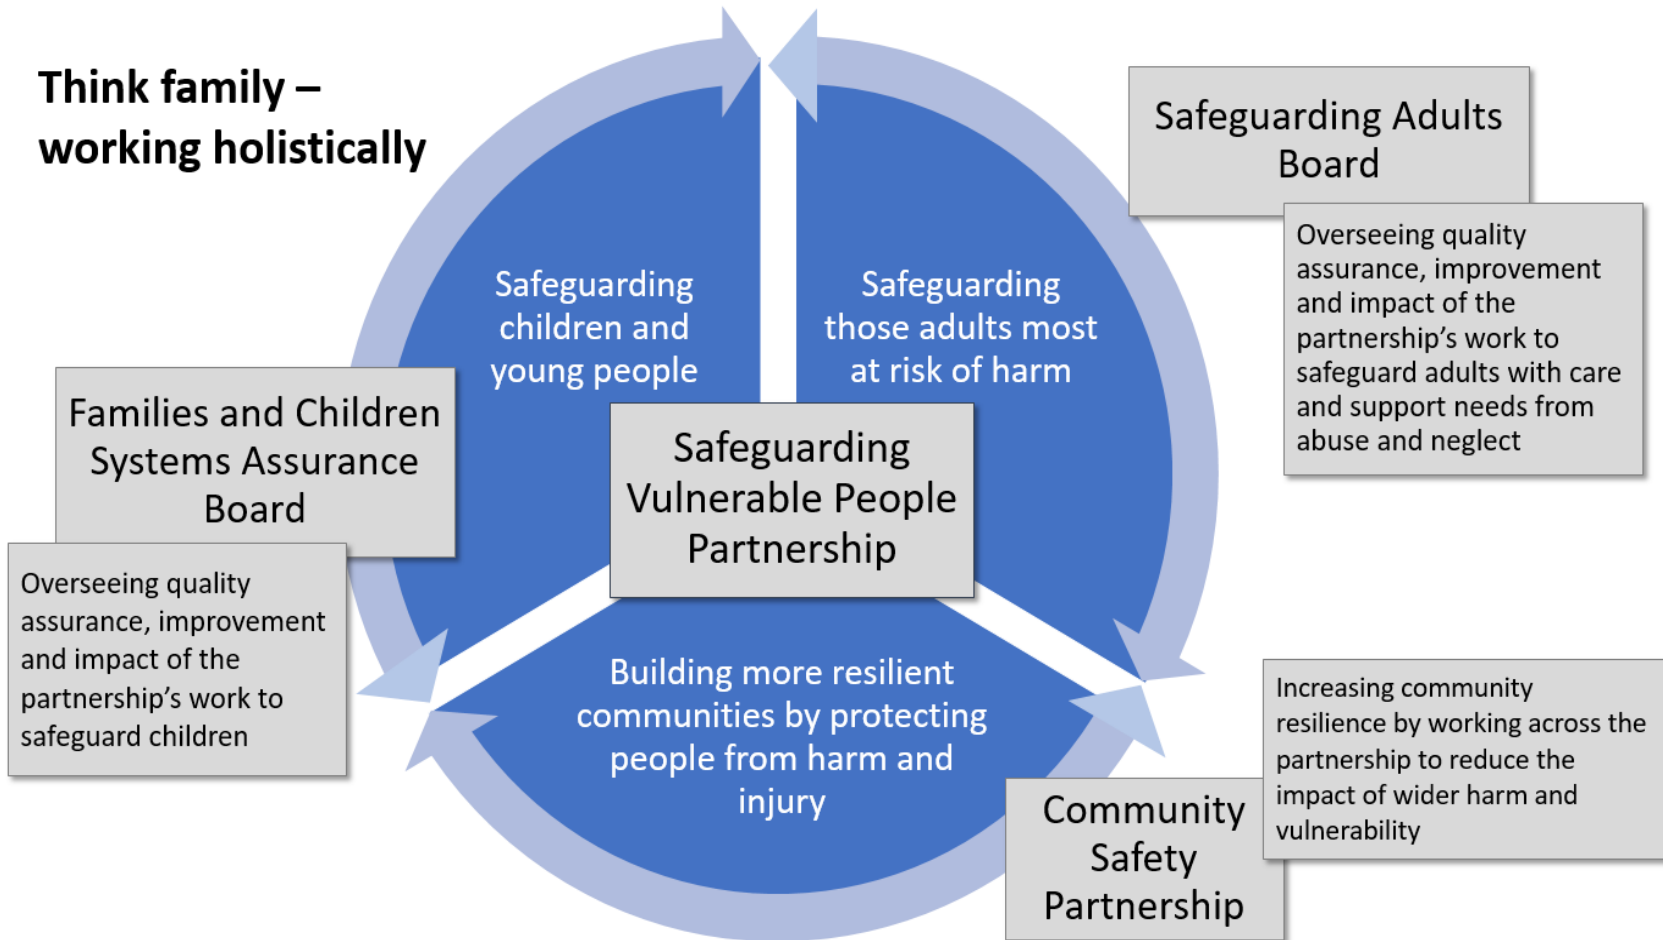 Think family –
working holistically
Safeguarding Adults
Board
Overseeing quality
assurance, improvement
and impact of the
partnership’s work to
safeguard adults with care
and support needs from
abuse and neglect
Safeguarding
children and
young people
Safeguarding
those adults most
at risk of harm
Families and Children
Systems Assurance
Board
Overseeing quality
assurance, improvement
and impact of the
partnership’s work to
safeguard children
Safeguarding
Vulnerable People
Partnership
Building more resilient
communities by protecting
people from harm and
injury
Community
Safety
Partnership
Increasing community
resilience by working across the
partnership to reduce the
impact of wider harm and
vulnerability